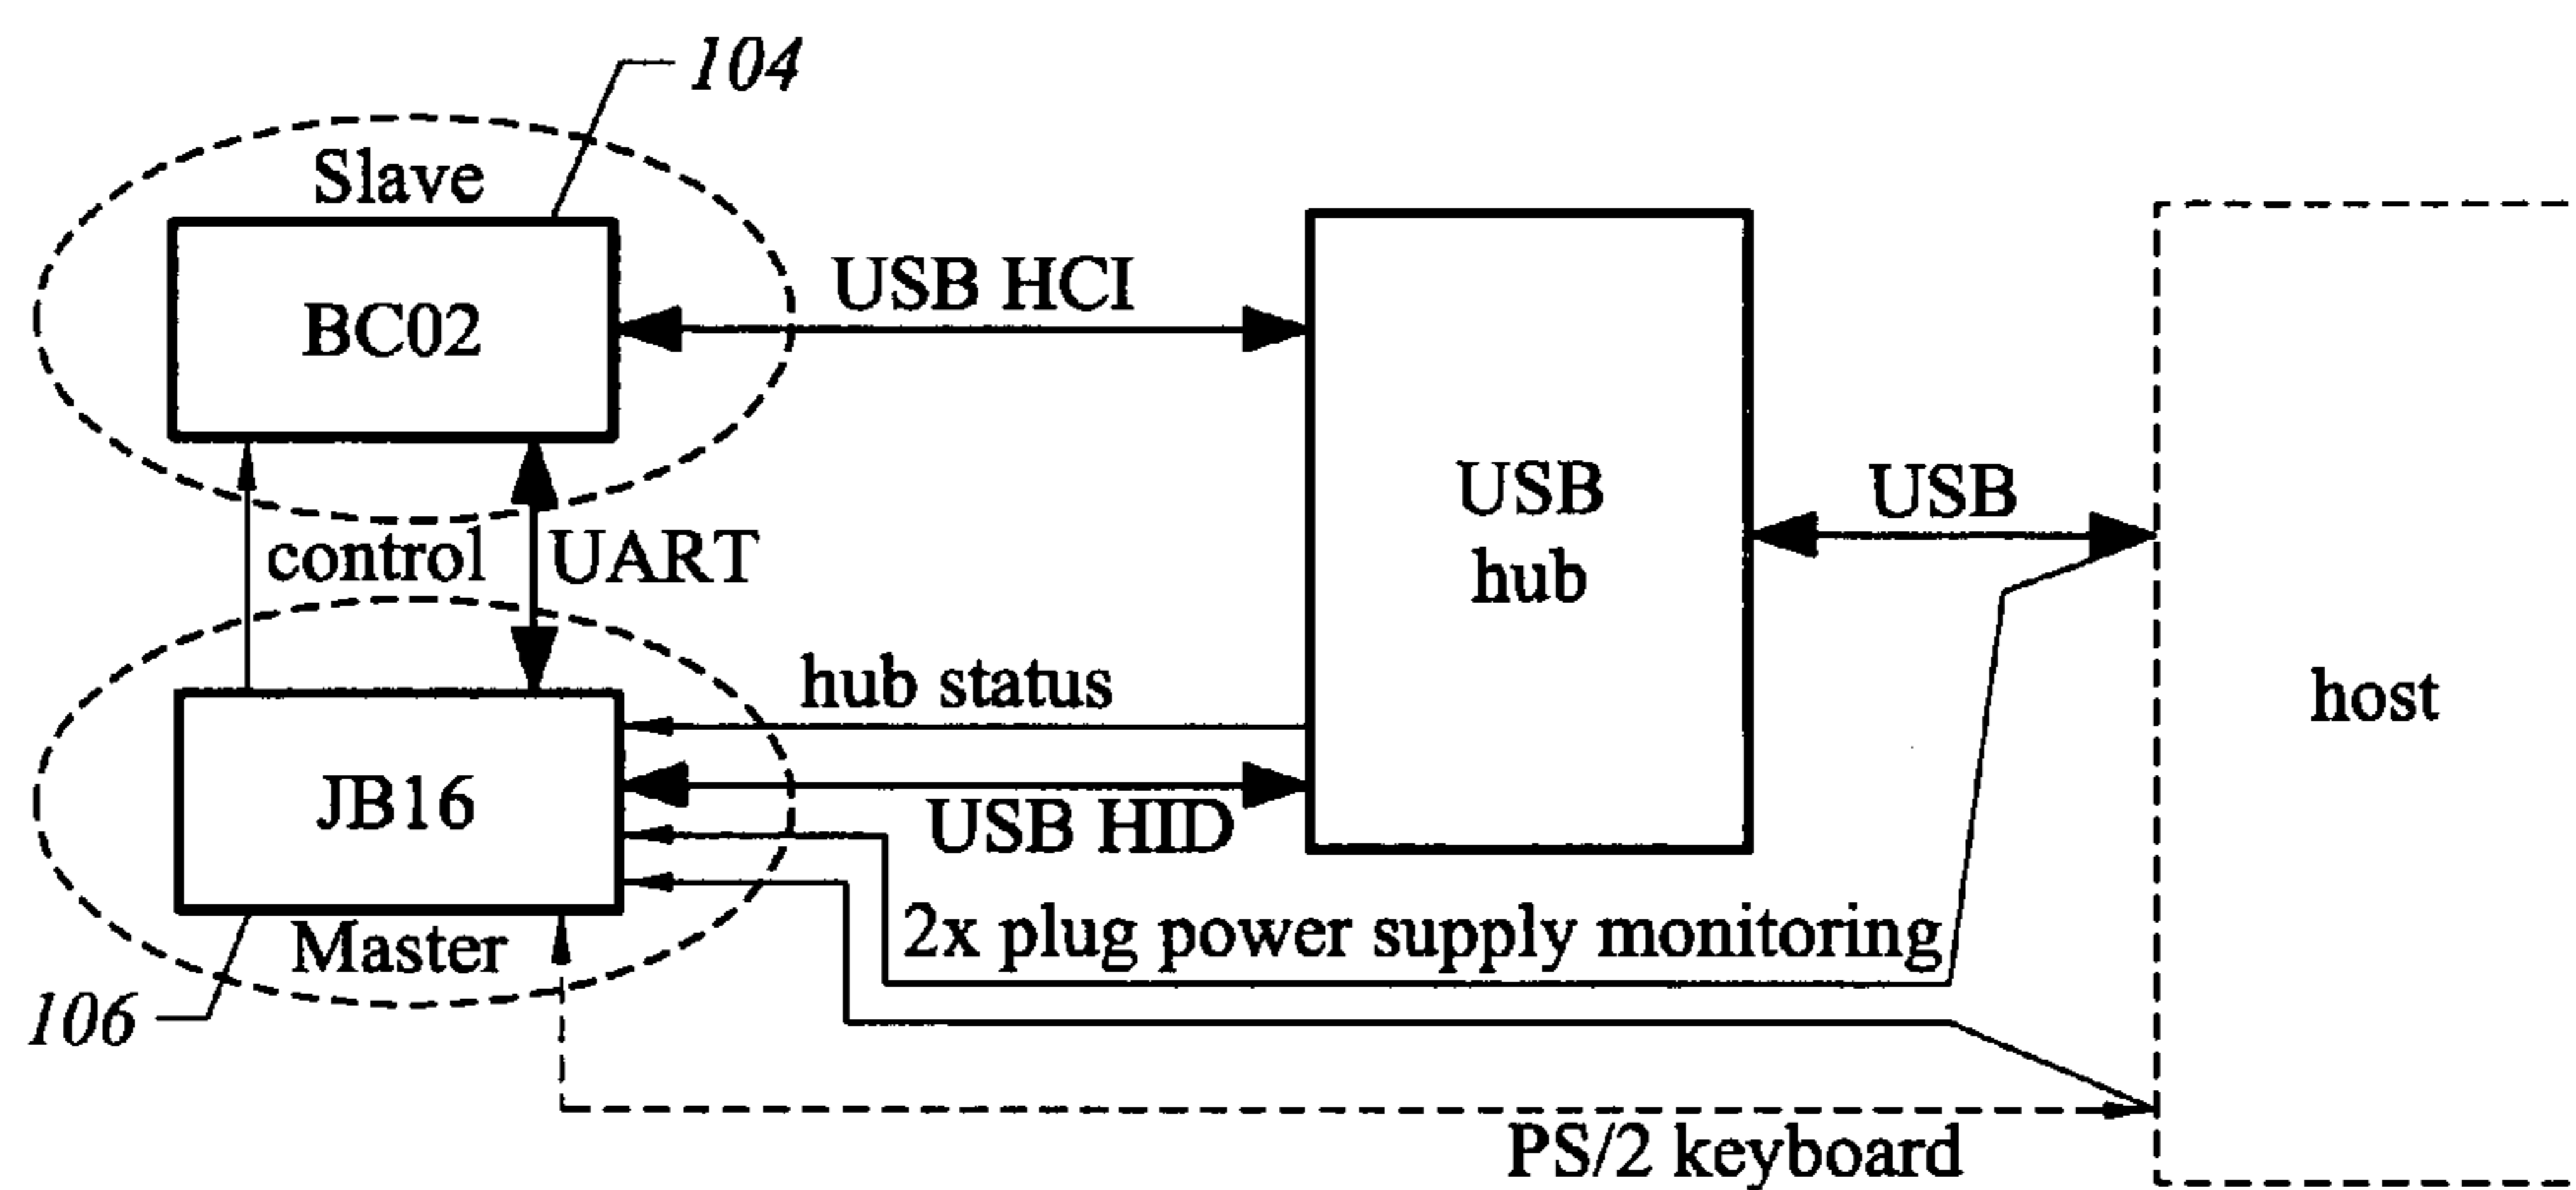 104
Slave
BC02
USB HCI
USB
hub
USB
control
UART
host
hub status
JB16
USB HID
Master
2x plug power supply monitoring
106
PS/2 keyboard